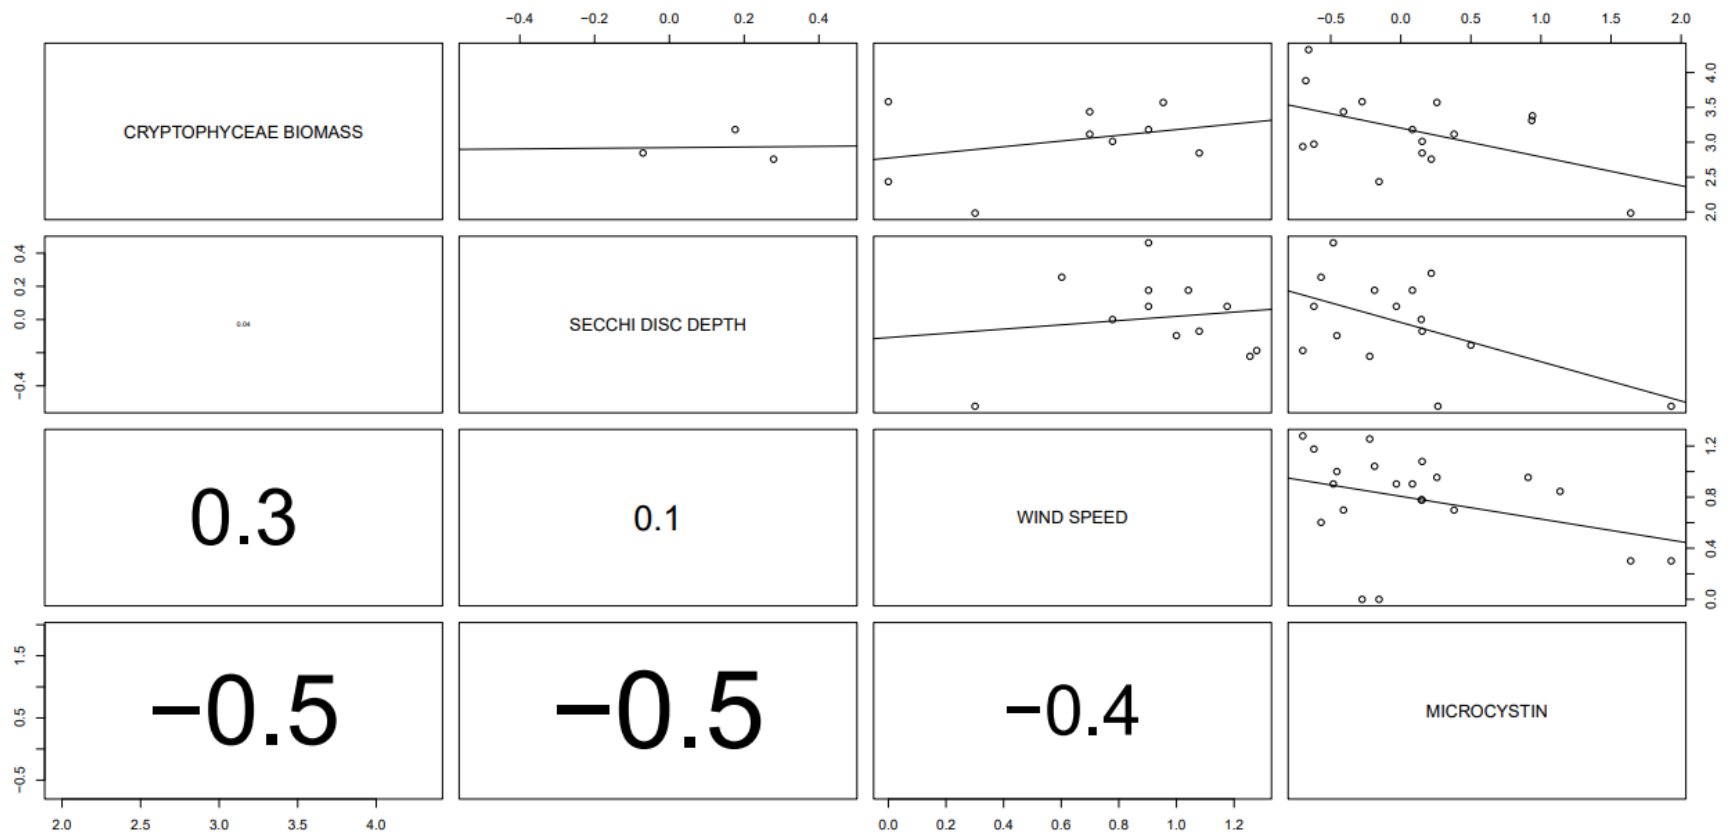 −0.4 −0.2 0.0 0.2 0.4
−0.5 0.0 0.5 1.0 1.5 2.0
CRYPTOPHYCEAE BIOMASS
2.0 2.5 3.0 3.5 4.0
−0.4 0.0 0.2 0.4
0.04
SECCHI DISC DEPTH
0.3
0.1
WIND SPEED
0.0 0.4 0.8 1.2
−0.5 0.5 1.5
−0.5
−0.5
−0.4
MICROCYSTIN
2.0 2.5 3.0 3.5 4.0
0.0 0.2 0.4 0.6 0.8 1.0 1.2